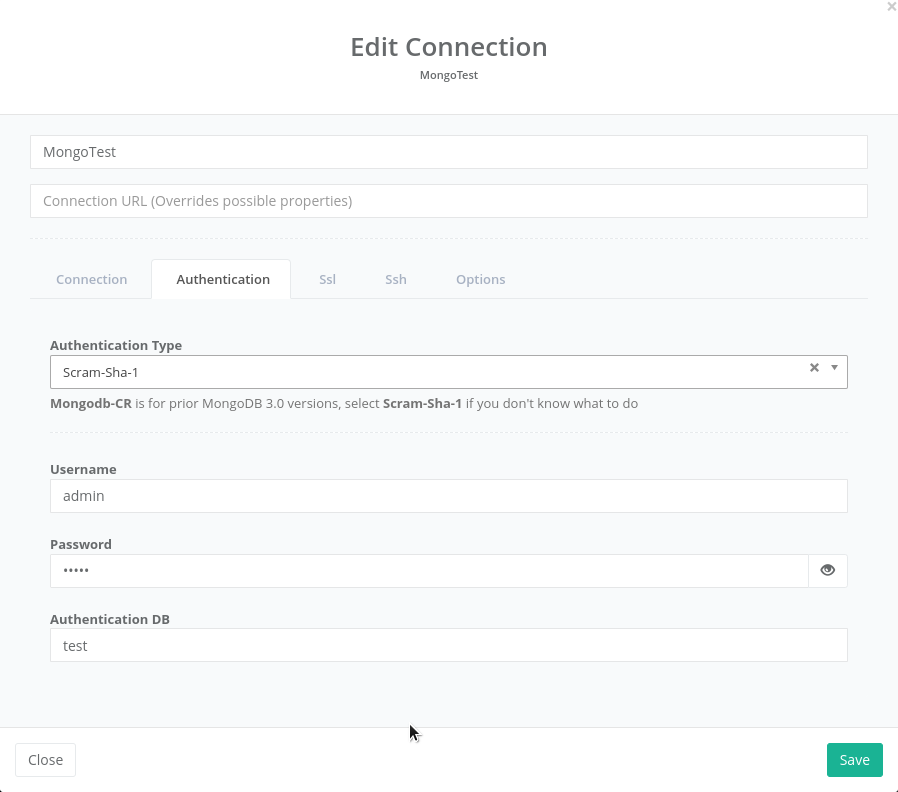 ×
Edit Connection
MongoTest
MongoTest
Connection URL (Overrides possible properties)
Connection Authentication Ssl Ssh Options
Authentication Type
Scram-Sha-1 ×
Mongodb-CR is for prior MongoDB 3.0 versions, select Scram-Sha-1 if you don't know what to do
Username
admin
Password
•••••
Authentication DB
test
Close Save